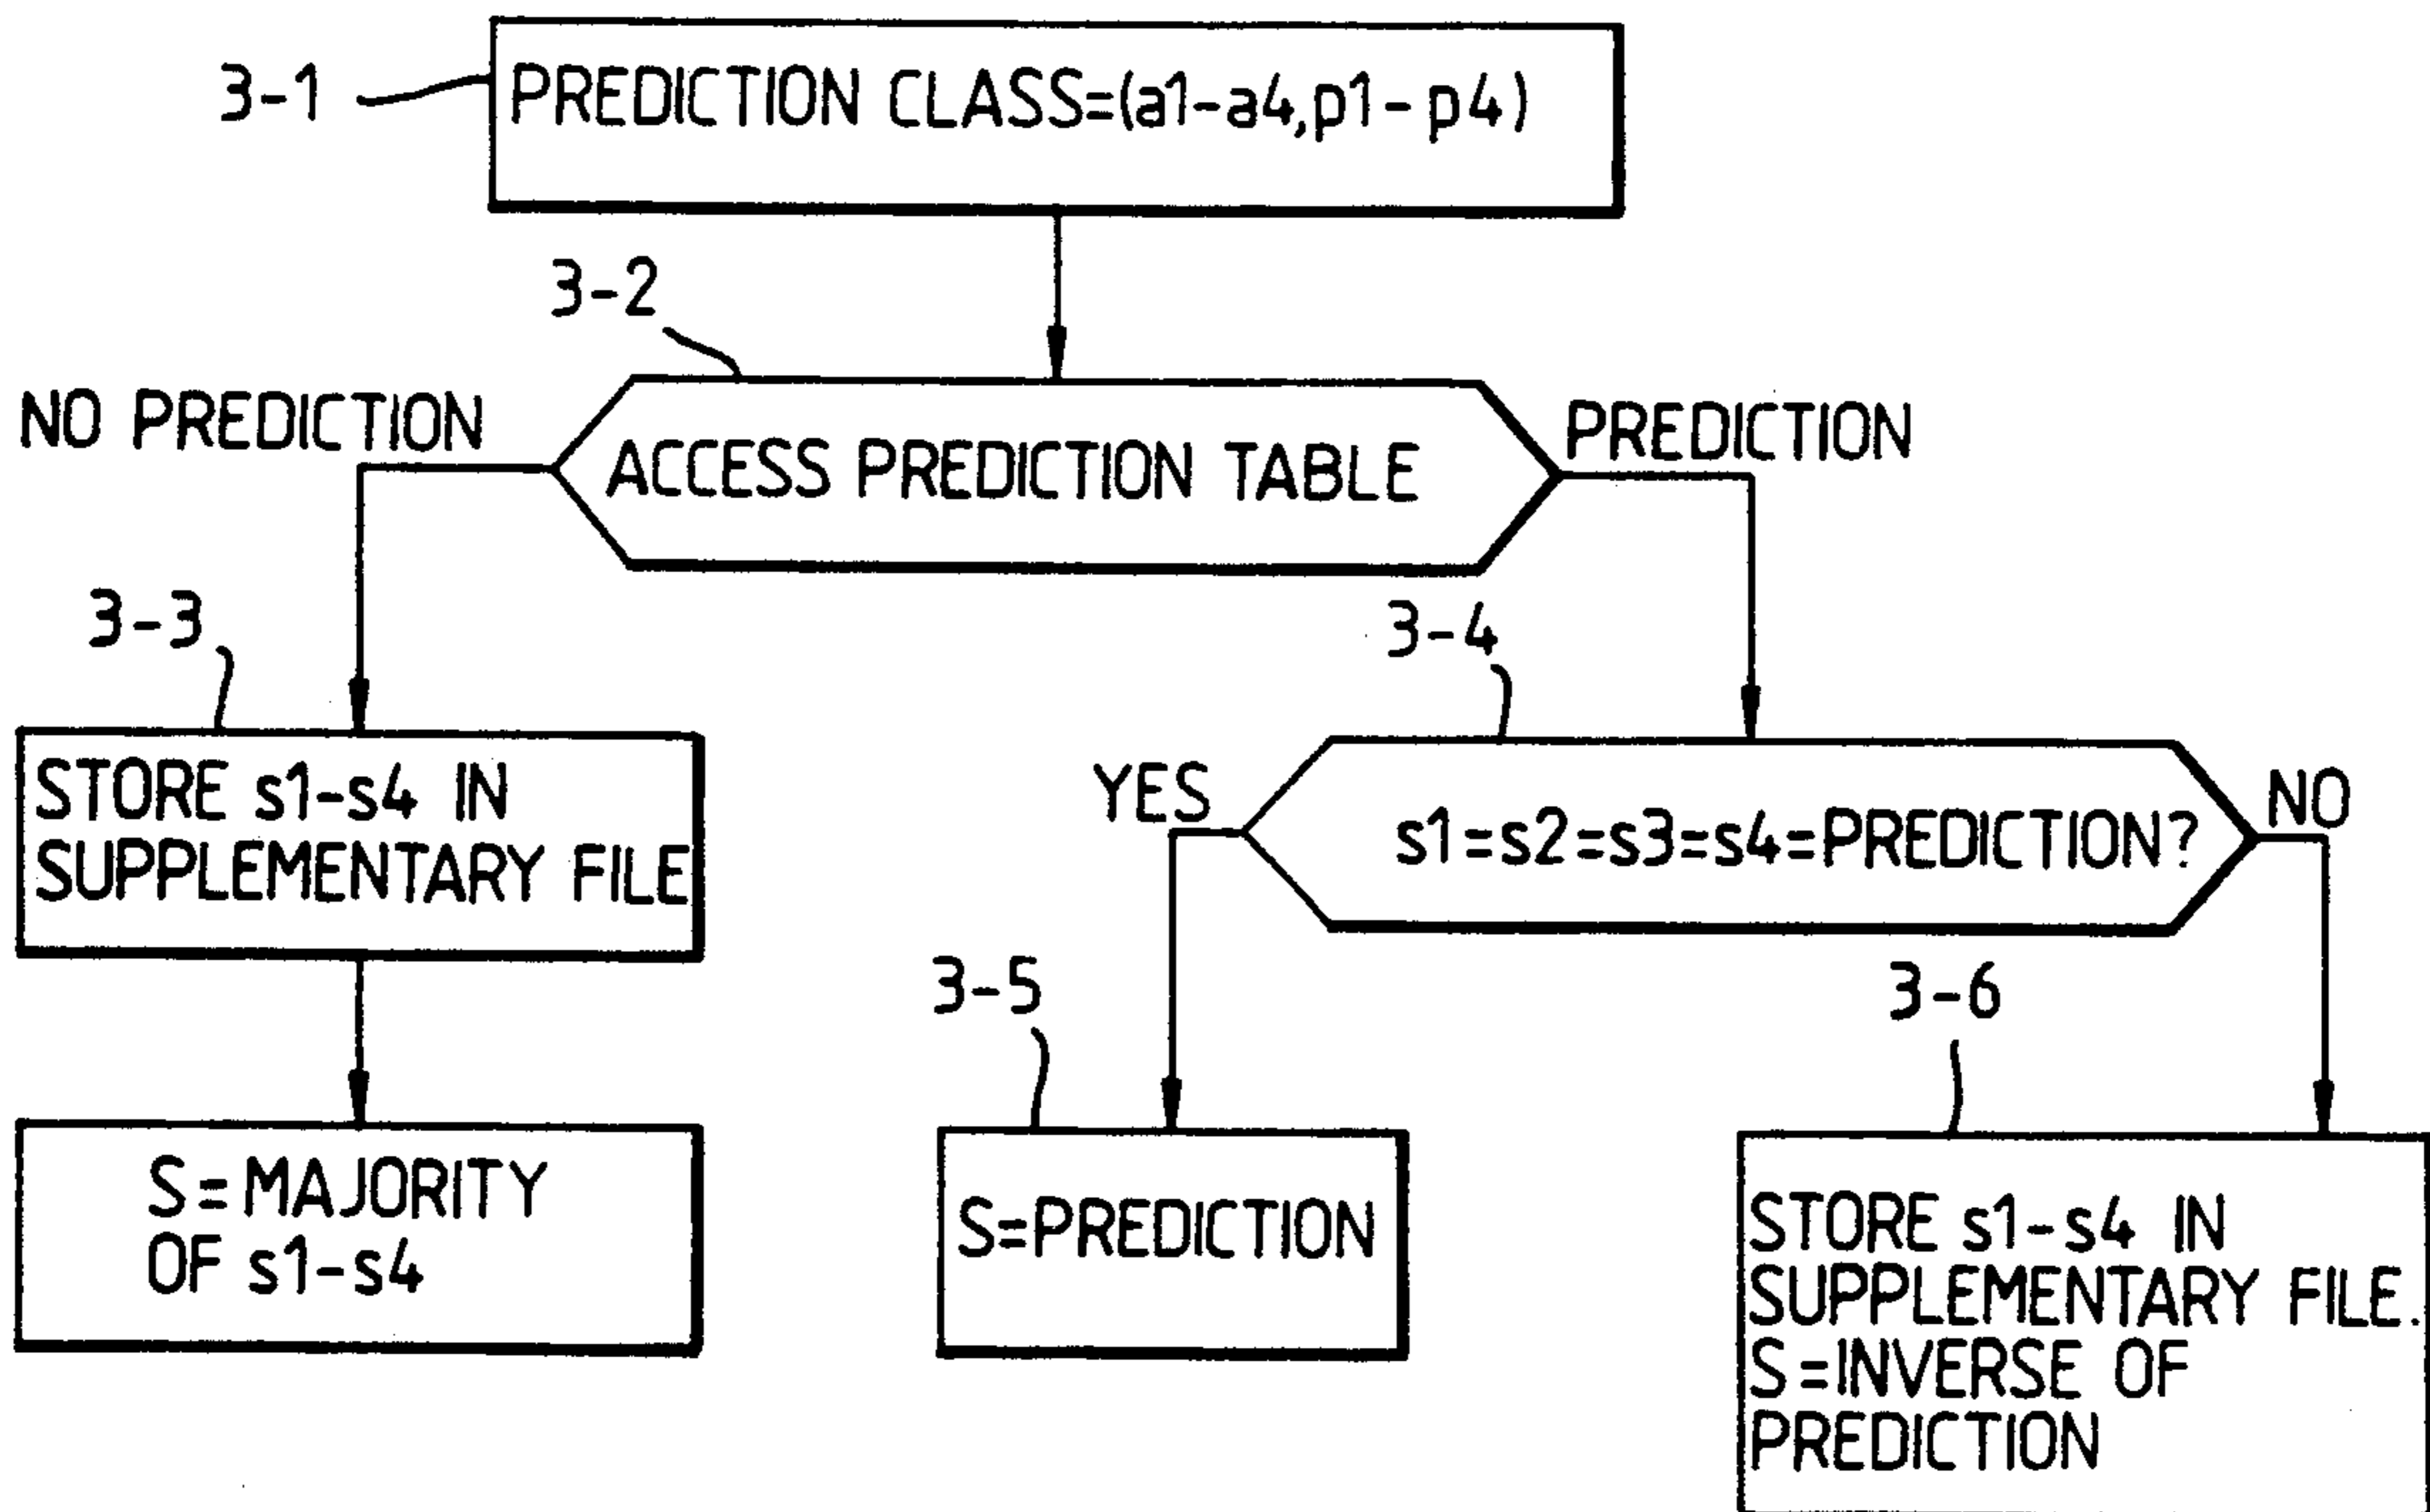 3-1
PREDICTION CLASS=(a1-a4,p1-p4)
3-2
NO PREDICTION
ACCESS PREDICTION TABLE
PREDICTION
3-3
3-4
STORE s1-s4 IN
SUPPLEMENTARY FILE
YES
s1=s2=s3=s4=PREDICTION?
NO
3-5
3-6
S=MAJORITY
OF s1-s4
S=PREDICTION
STORE s1-s4 IN
SUPPLEMENTARY FILE.
S=INVERSE OF
PREDICTION